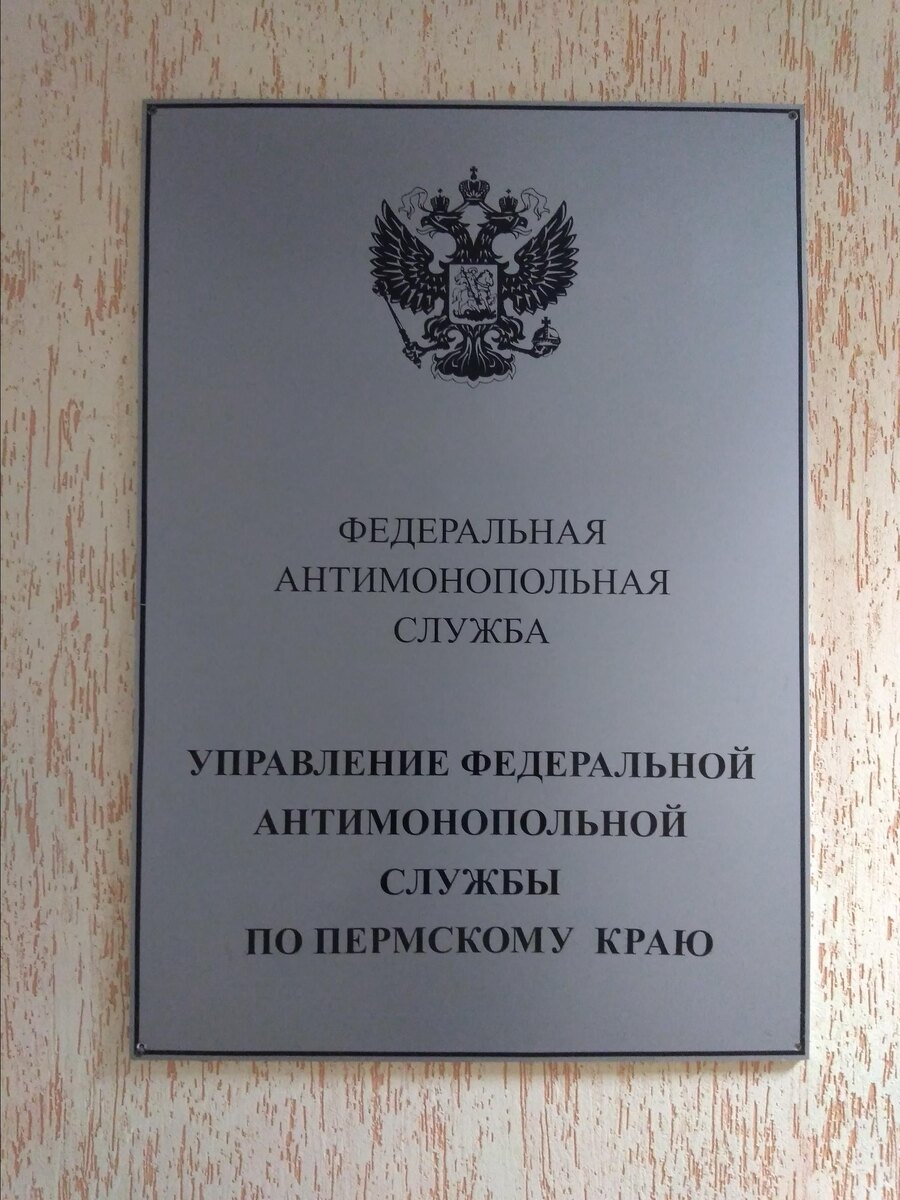 ФЕДЕРАЛЬНАЯ
АНТИМОНОПОЛЬНАЯ
СЛУЖБА
УПРАВЛЕНИЕ ФЕДЕРАЛЬНОЙ
АНТИМОНОПОЛЬНОЙ
СЛУЖБЫ
ПО ПЕРМСКОМУ КРАЮ